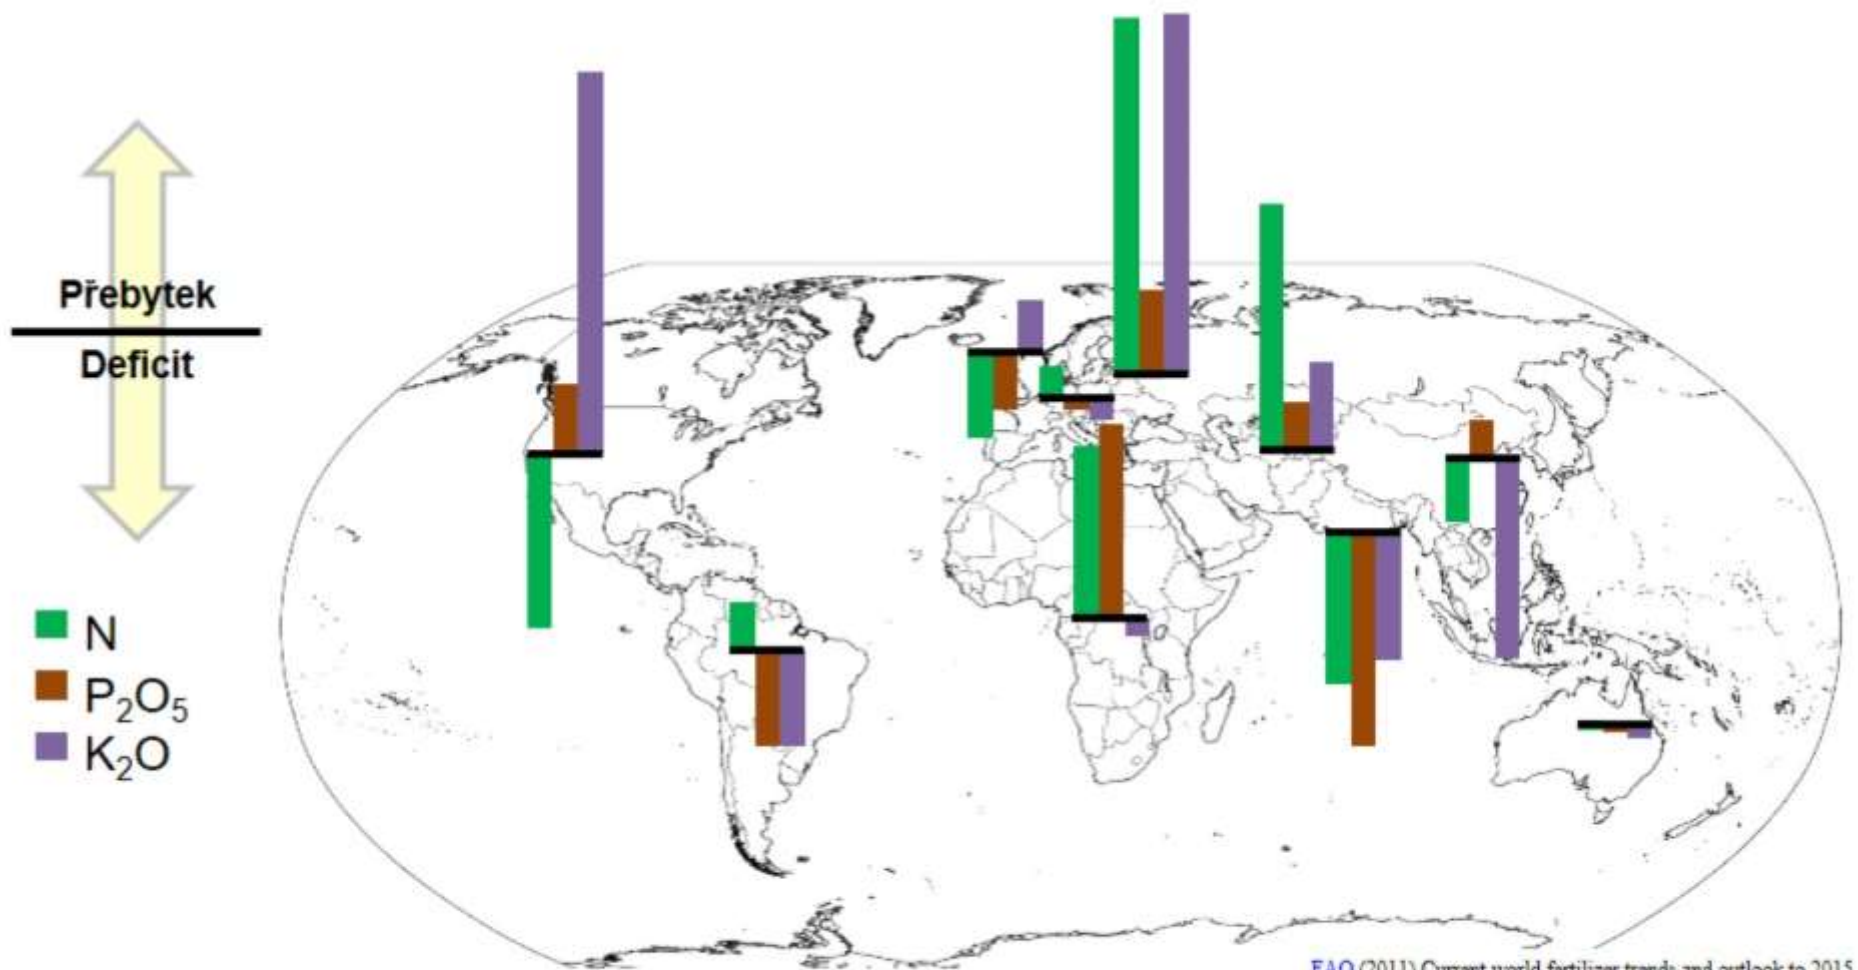 Přebytek
Deficit
N
P₂O₅
K₂O
FAO (2011) Current world fertilizer trends and outlook to 2015